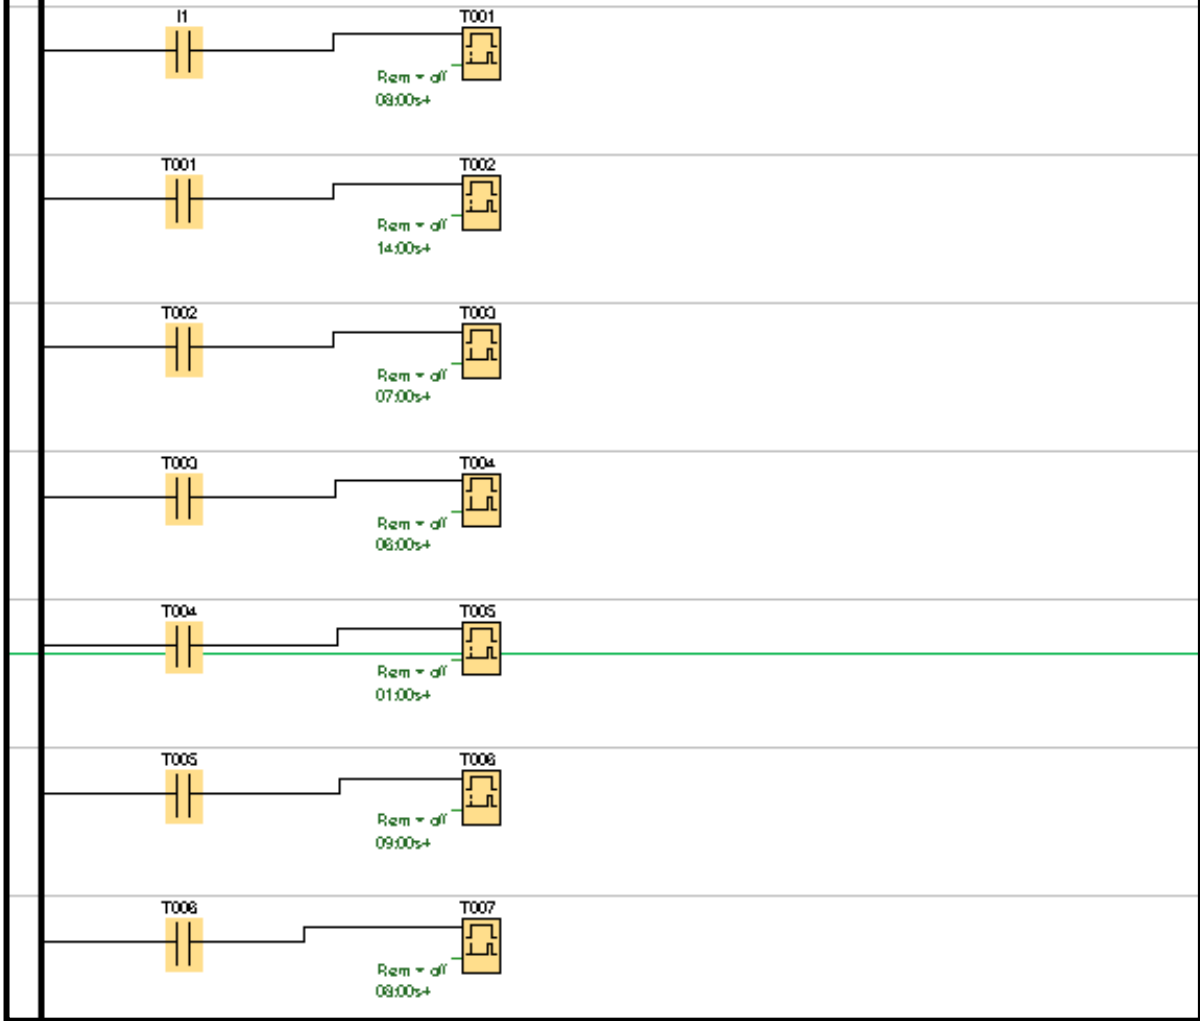 I1 T001
Rem = off
08:00s+
T001 T002
Rem = off
14:00s+
T002 T003
Rem = off
07:00s+
T003 T004
Rem = off
06:00s+
T004 T005
Rem = off
01:00s+
T005 T006
Rem = off
09:00s+
T006 T007
Rem = off
08:00s+